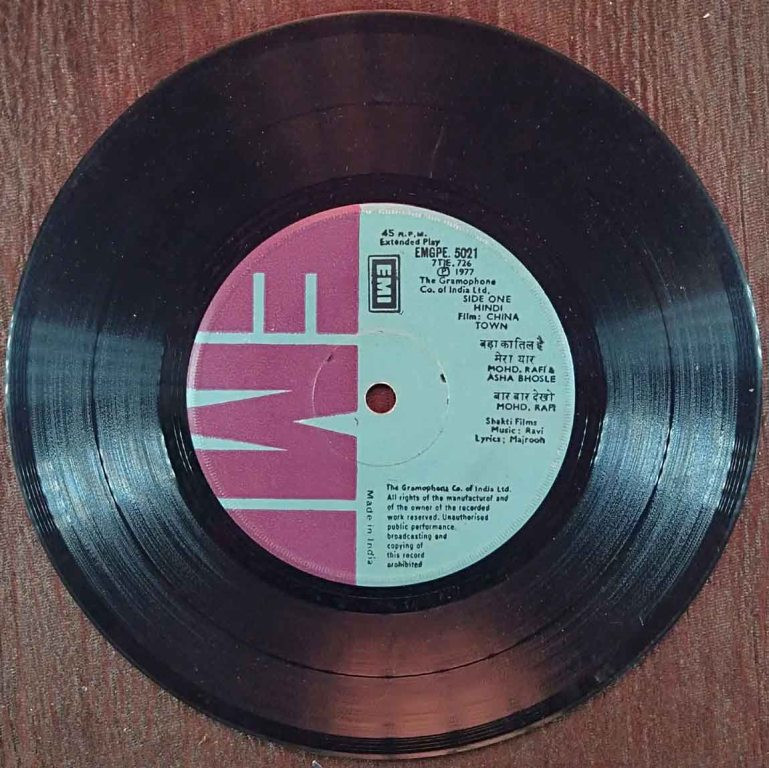 EMI
45 R.P.M.
Extended Play
EMGPE. 5021
7TJE. 726
℗ 1977
EMI
The Gramophone
Co. of India Ltd.
SIDE ONE
HINDI
Film: CHINA
TOWN
बड़ा कातिल है
मेरा यार
MOHD. RAFI &
ASHA BHOSLE
बार बार देखो
MOHD. RAFI
Shakti Films
Music: Ravi
Lyrics; Majrooh
The Gramophone Co. of India Ltd.
All rights of the manufacturer and
of the owner of the recorded
work reserved. Unauthorised
public performance,
broadcasting and
copying of
this record
prohibited
Made in India